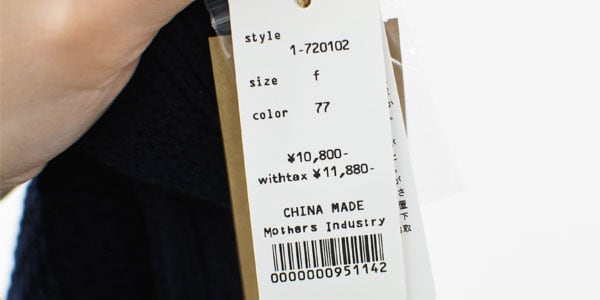 style
1-720102
size f
color 77
¥10,800-
withtax ¥11,880-
CHINA MADE
Mothers Industry
0000000951142